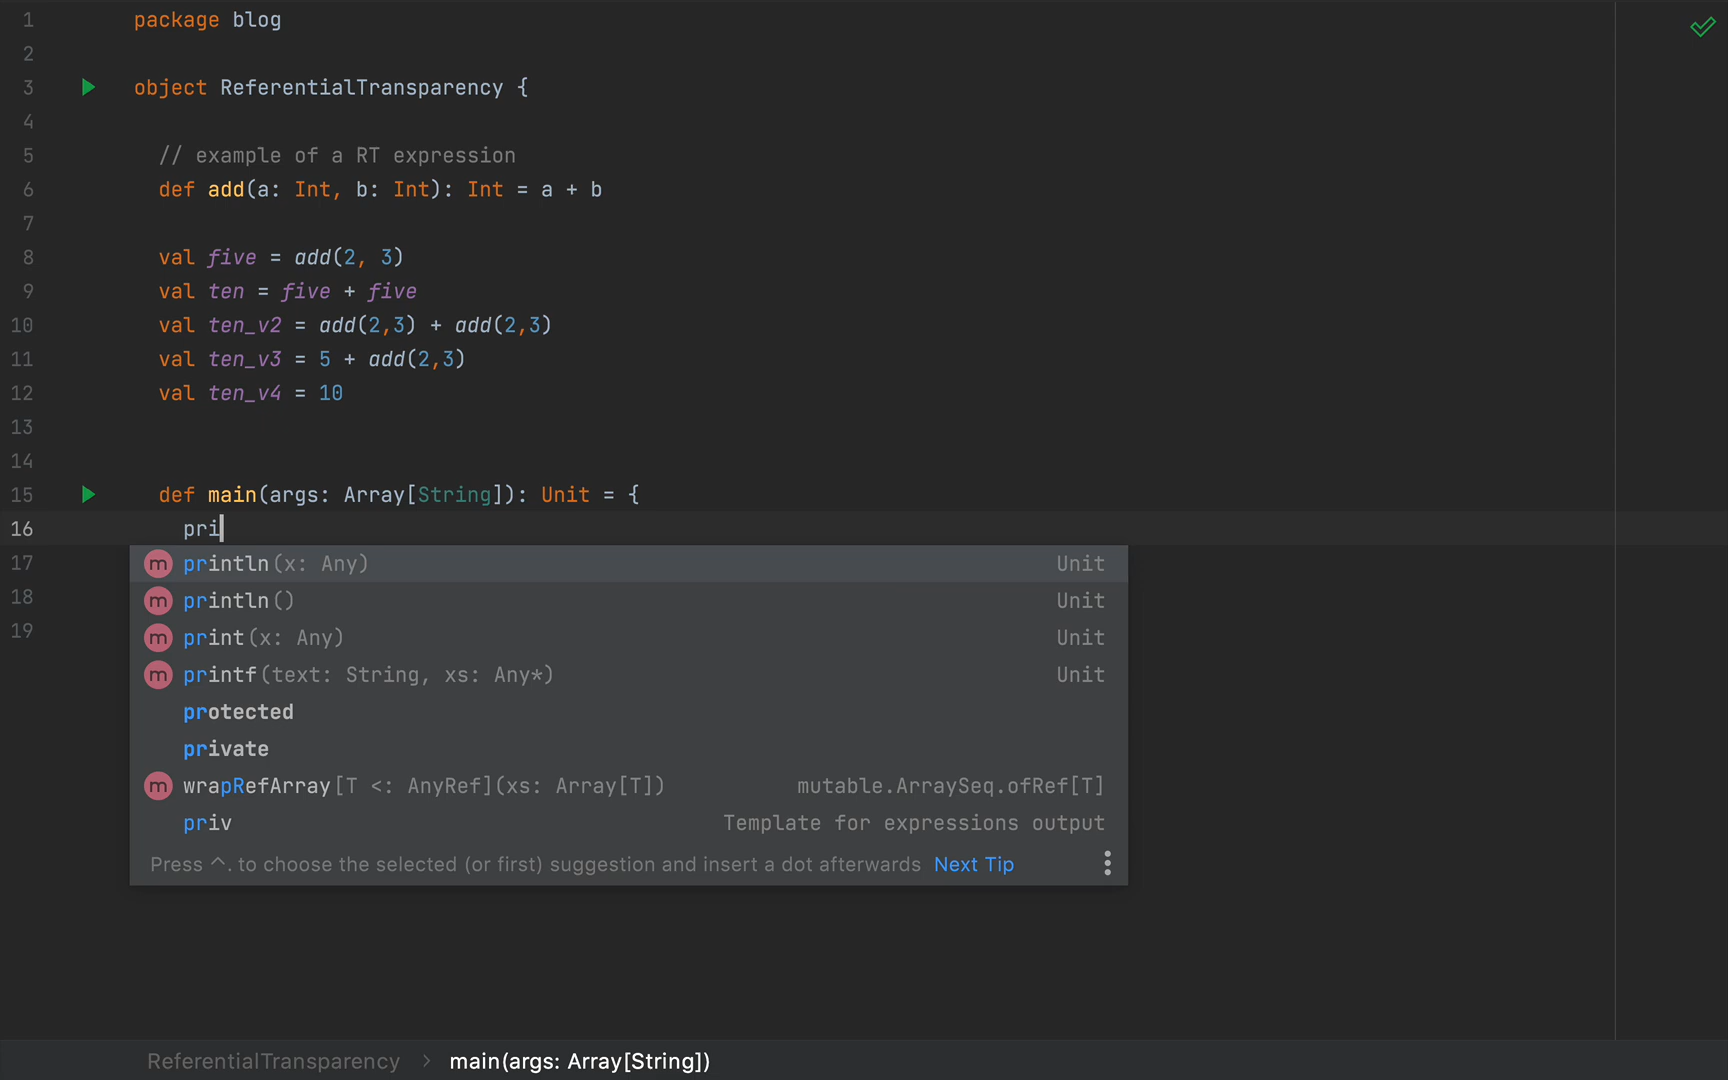 1 package blog
2
3 object ReferentialTransparency {
4
5 // example of a RT expression
6 def add(a: Int, b: Int): Int = a + b
7
8 val five = add(2, 3)
9 val ten = five + five
10 val ten_v2 = add(2,3) + add(2,3)
11 val ten_v3 = 5 + add(2,3)
12 val ten_v4 = 10
13
14
15 def main(args: Array[String]): Unit = {
16 pri
17 m println(x: Any) Unit
18 m println() Unit
19 m print(x: Any) Unit
m printf(text: String, xs: Any*) Unit
protected
private
m wrapRefArray[T <: AnyRef](xs: Array[T]) mutable.ArraySeq.ofRef[T]
priv Template for expressions output
Press ^. to choose the selected (or first) suggestion and insert a dot afterwards Next Tip
ReferentialTransparency > main(args: Array[String])